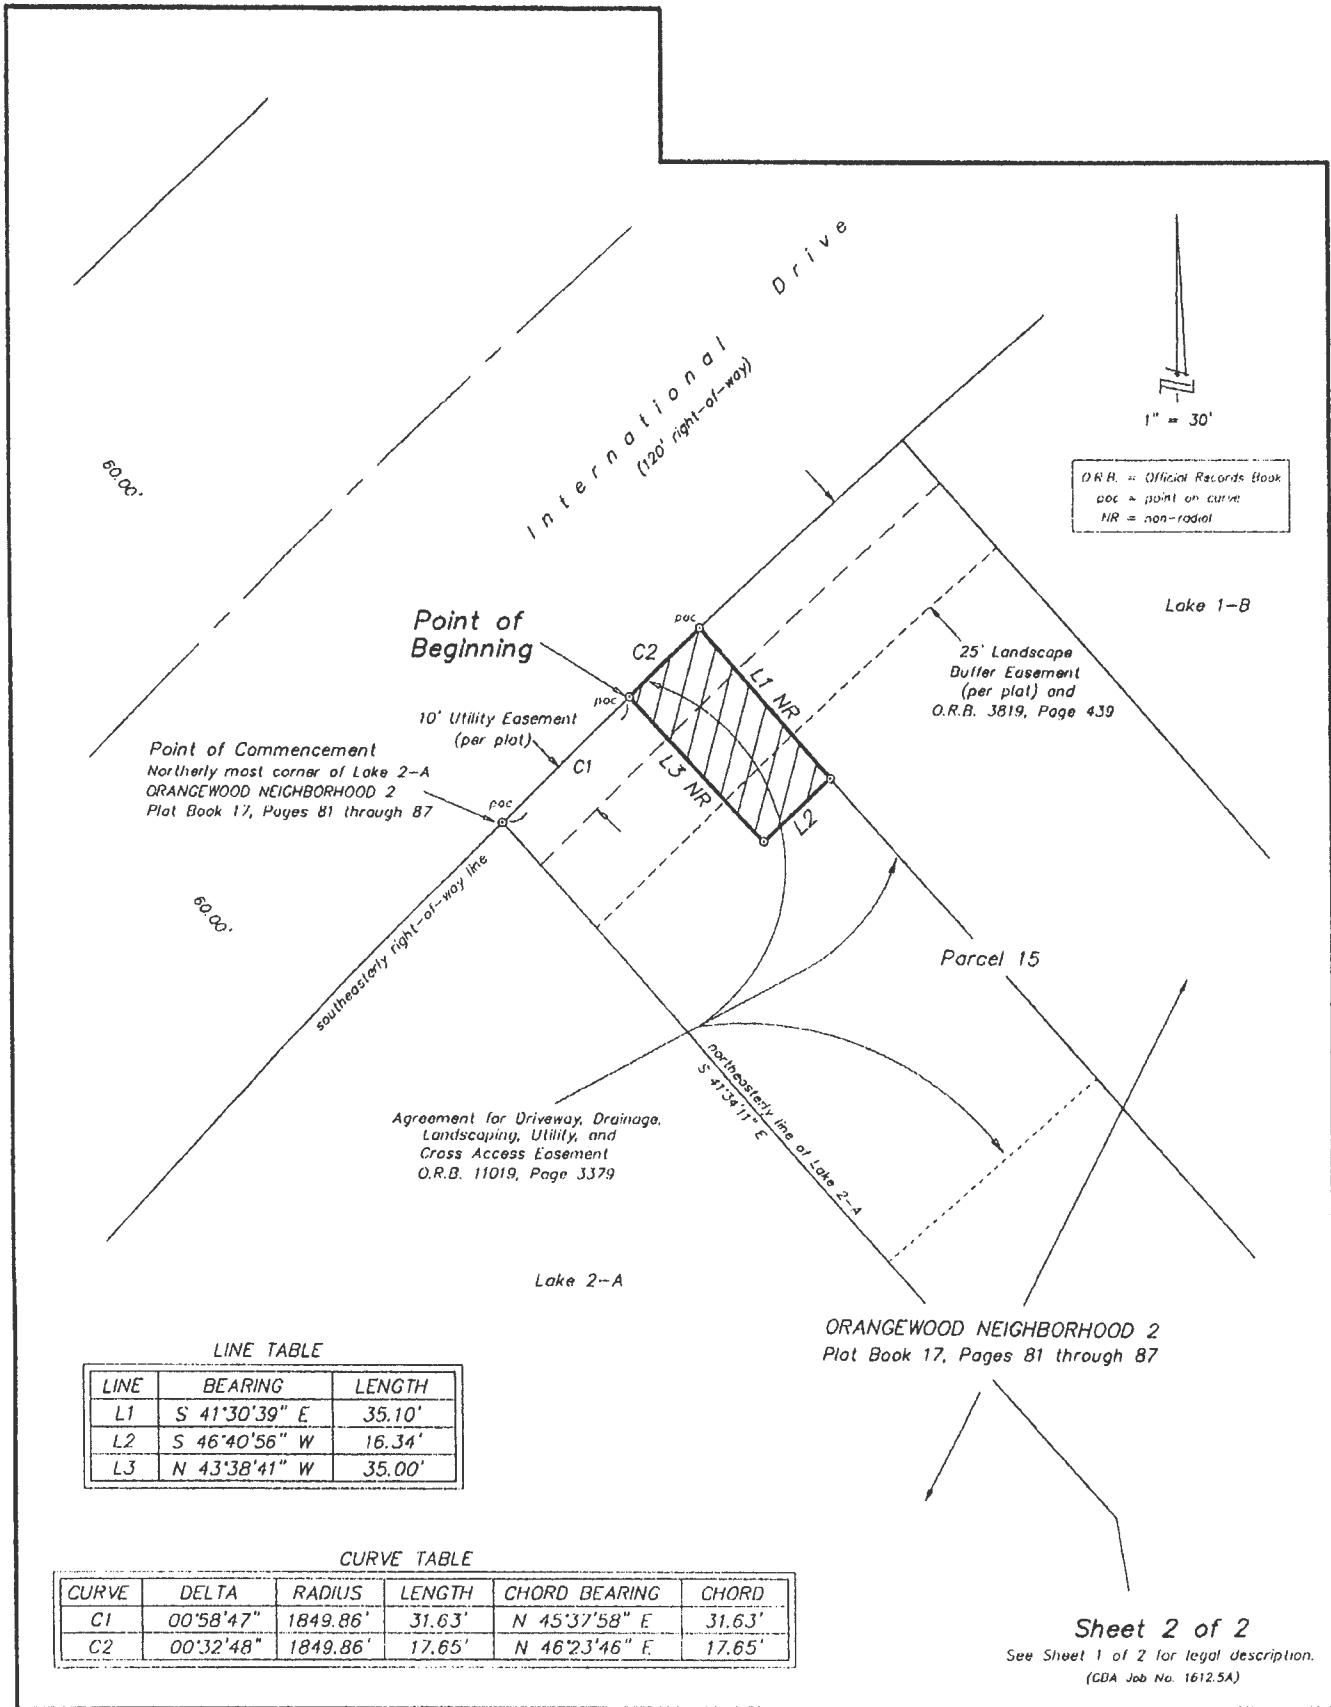 International Drive
(120' right-of-way)
60.00'
1" = 30'
O.R.B. = Official Records Book
poc = point on curve
NR = non-radial
Lake 1-B
Point of
Beginning
poc
C2
L1 NR
25' Landscape
Buffer Easement
(per plat) and
O.R.B. 3819, Page 439
poc
10' Utility Easement
(per plat)
C1
L3 NR
L2
Point of Commencement
Northerly most corner of Lake 2-A
ORANGEWOOD NEIGHBORHOOD 2
Plat Book 17, Pages 81 through 87
poc
60.00'
southeasterly right-of-way line
Parcel 15
northeasterly line of Lake 2-A
S 41°34'11" E
Agreement for Driveway, Drainage,
Landscaping, Utility, and
Cross Access Easement
O.R.B. 11019, Page 3379
Lake 2-A
ORANGEWOOD NEIGHBORHOOD 2
Plat Book 17, Pages 81 through 87
LINE TABLE
LINE BEARING LENGTH
L1 S 41°30'39" E 35.10'
L2 S 46°40'56" W 16.34'
L3 N 43°38'41" W 35.00'
CURVE TABLE
CURVE DELTA RADIUS LENGTH CHORD BEARING CHORD
C1 00°58'47" 1849.86' 31.63' N 45°37'58" E 31.63'
C2 00°32'48" 1849.86' 17.65' N 46°23'46" E 17.65'
Sheet 2 of 2
See Sheet 1 of 2 for legal description.
(GBA Job No. 1612.5A)